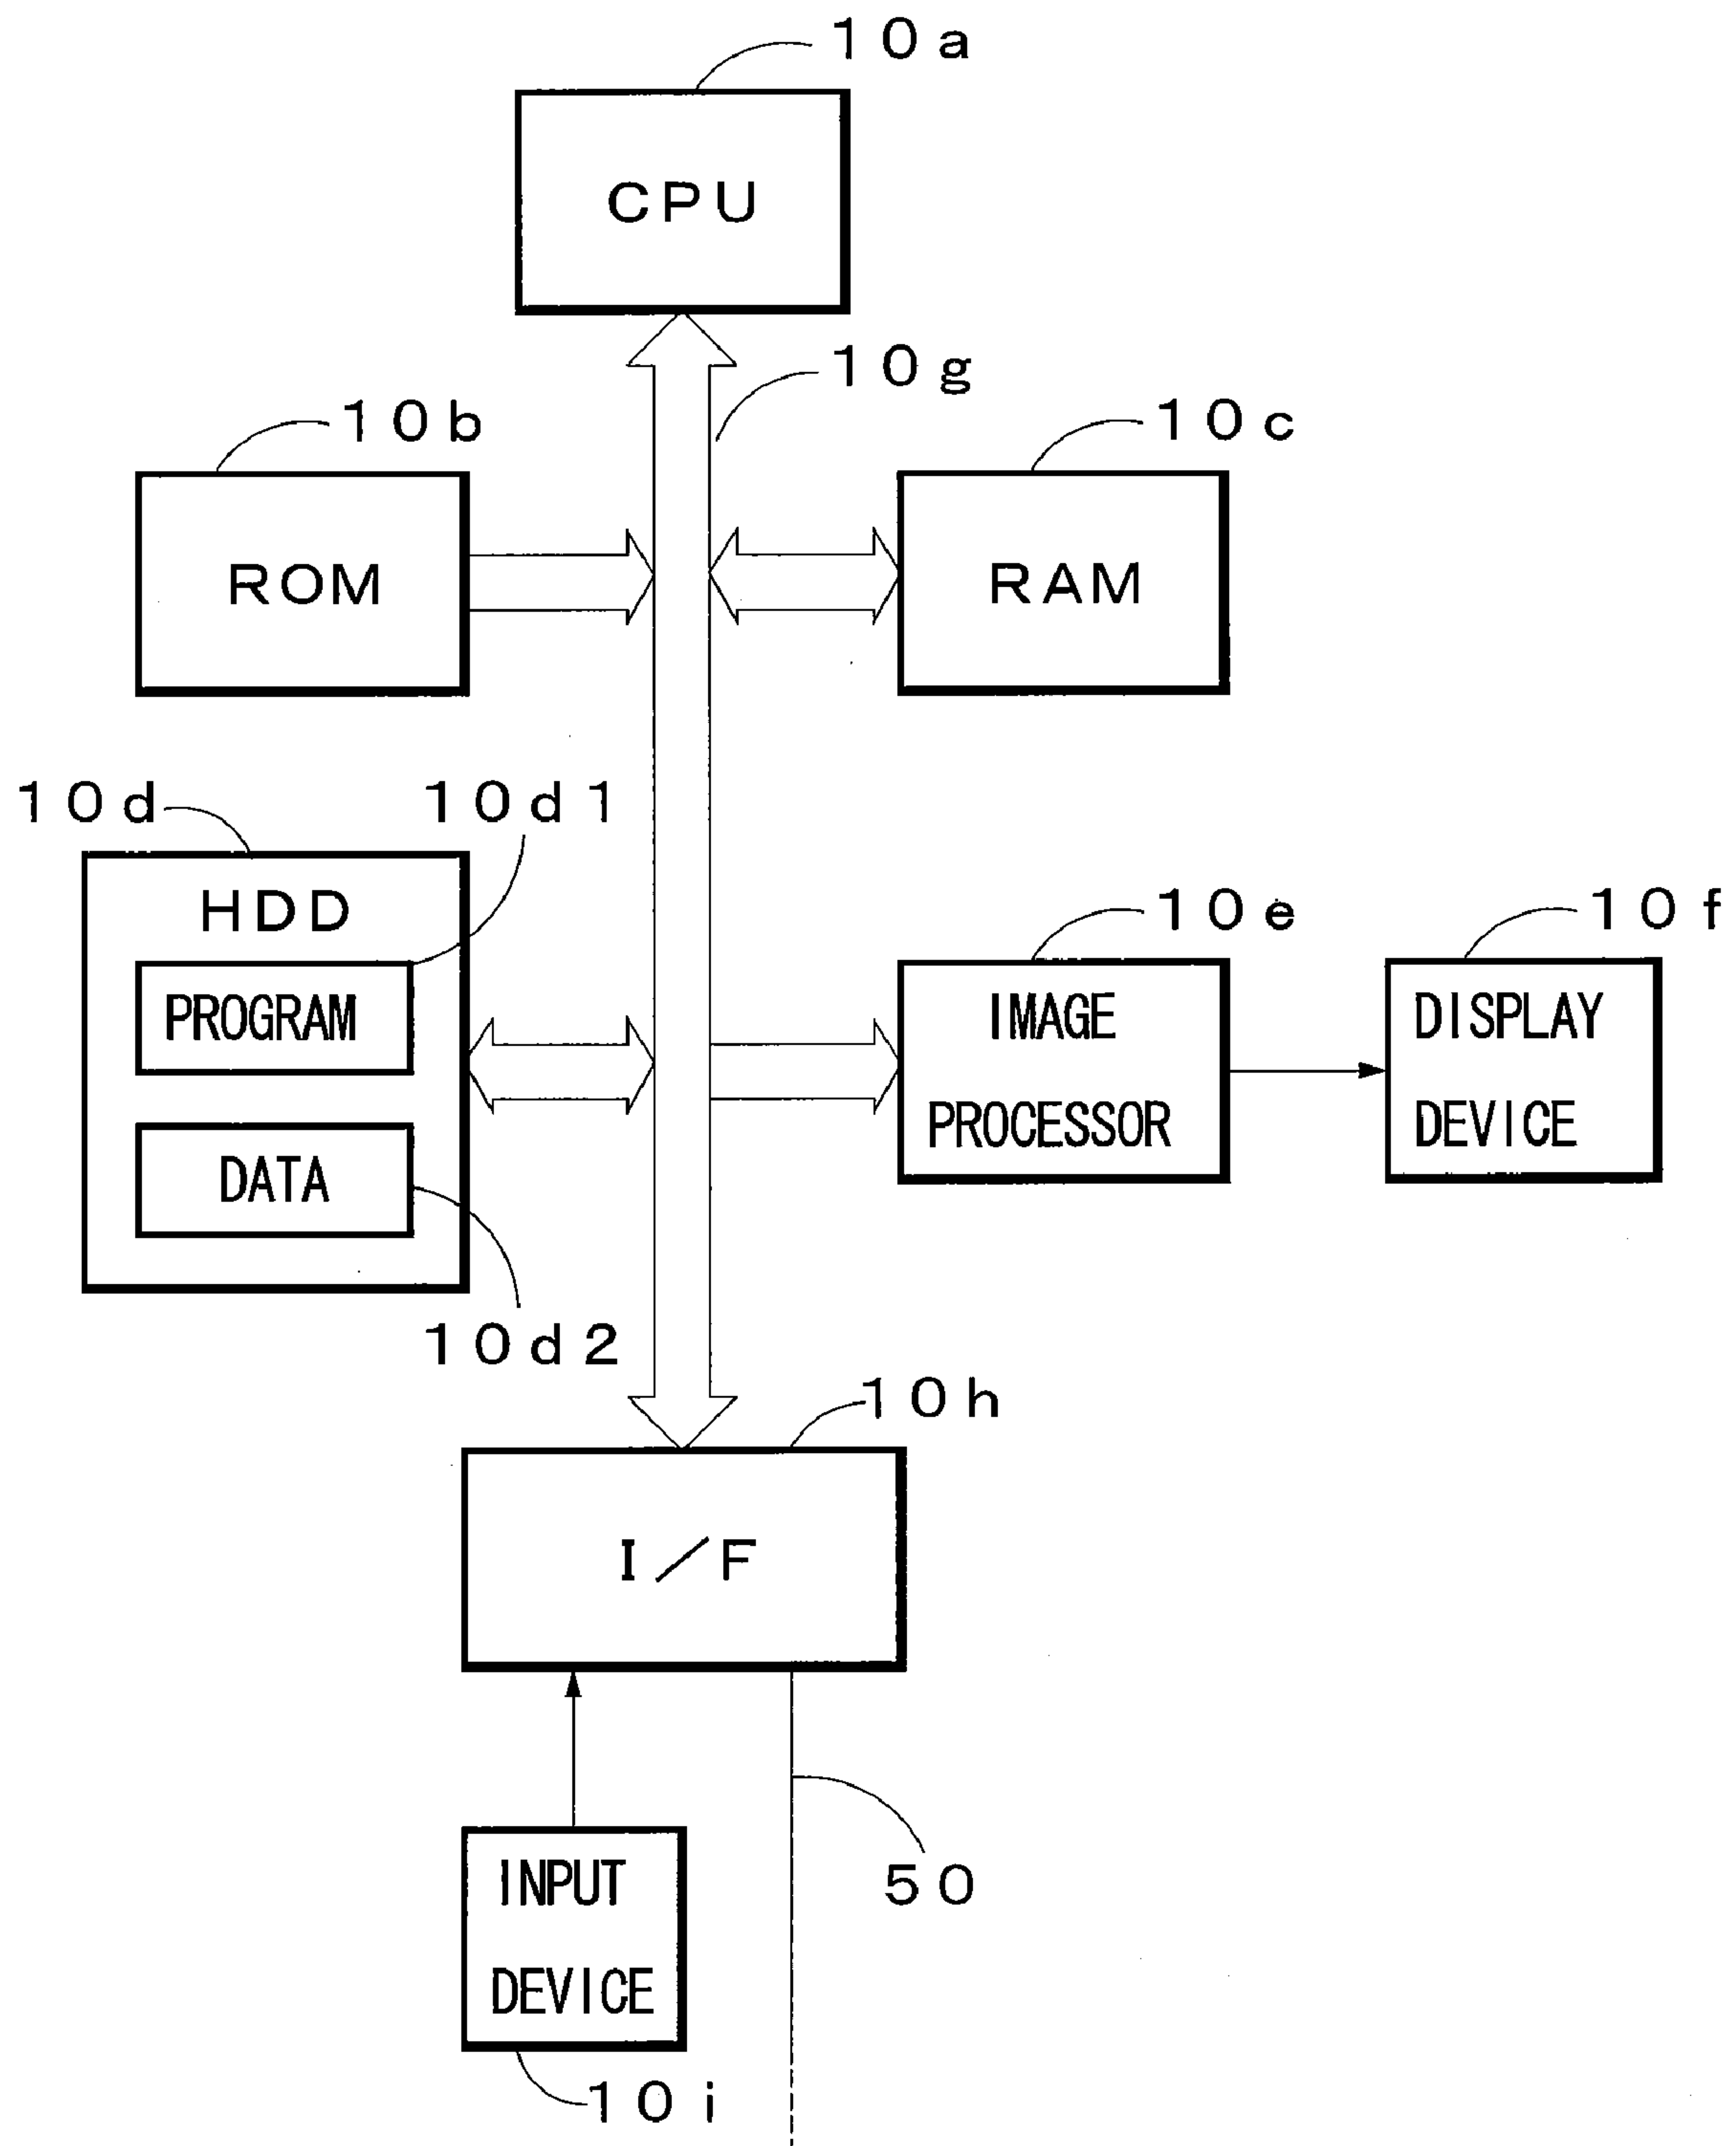 10a
CPU
10g
10b
10c
ROM
RAM
10d
10d1
HDD
10e
10f
PROGRAM
IMAGE
PROCESSOR
DISPLAY
DEVICE
DATA
10d2
10h
I/F
INPUT
DEVICE
50
10i